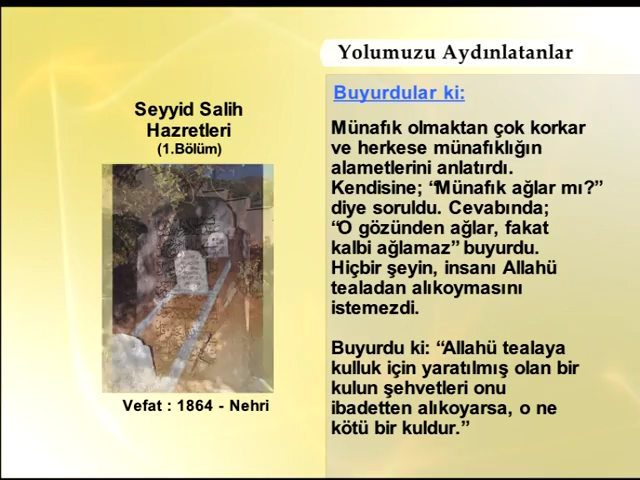 Yolumuzu Aydınlatanlar
Seyyid Salih
Hazretleri
(1.Bölüm)
Vefat : 1864 - Nehri
Buyurdular ki:
Münafık olmaktan çok korkar
ve herkese münafıklığın
alametlerini anlatırdı.
Kendisine; “Münafık ağlar mı?”
diye soruldu. Cevabında;
“O gözünden ağlar, fakat
kalbi ağlamaz” buyurdu.
Hiçbir şeyin, insanı Allahü
tealadan alıkoymasını
istemezdi.
Buyurdu ki: “Allahü tealaya
kulluk için yaratılmış olan bir
kulun şehvetleri onu
ibadetten alıkoyarsa, o ne
kötü bir kuldur.”